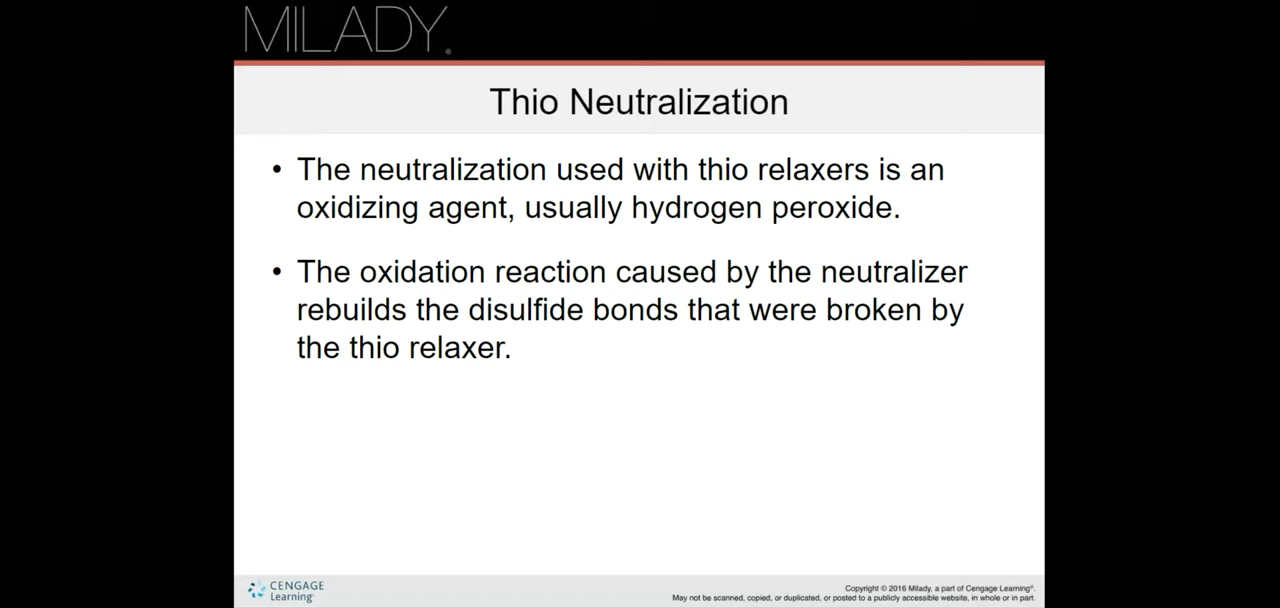 MILADY.
Thio Neutralization
• The neutralization used with thio relaxers is an
oxidizing agent, usually hydrogen peroxide.
• The oxidation reaction caused by the neutralizer
rebuilds the disulfide bonds that were broken by
the thio relaxer.
CENGAGE
Learning
Copyright © 2016 Milady, a part of Cengage Learning®.
May not be scanned, copied, or duplicated, or posted to a publicly accessible website, in whole or in part.